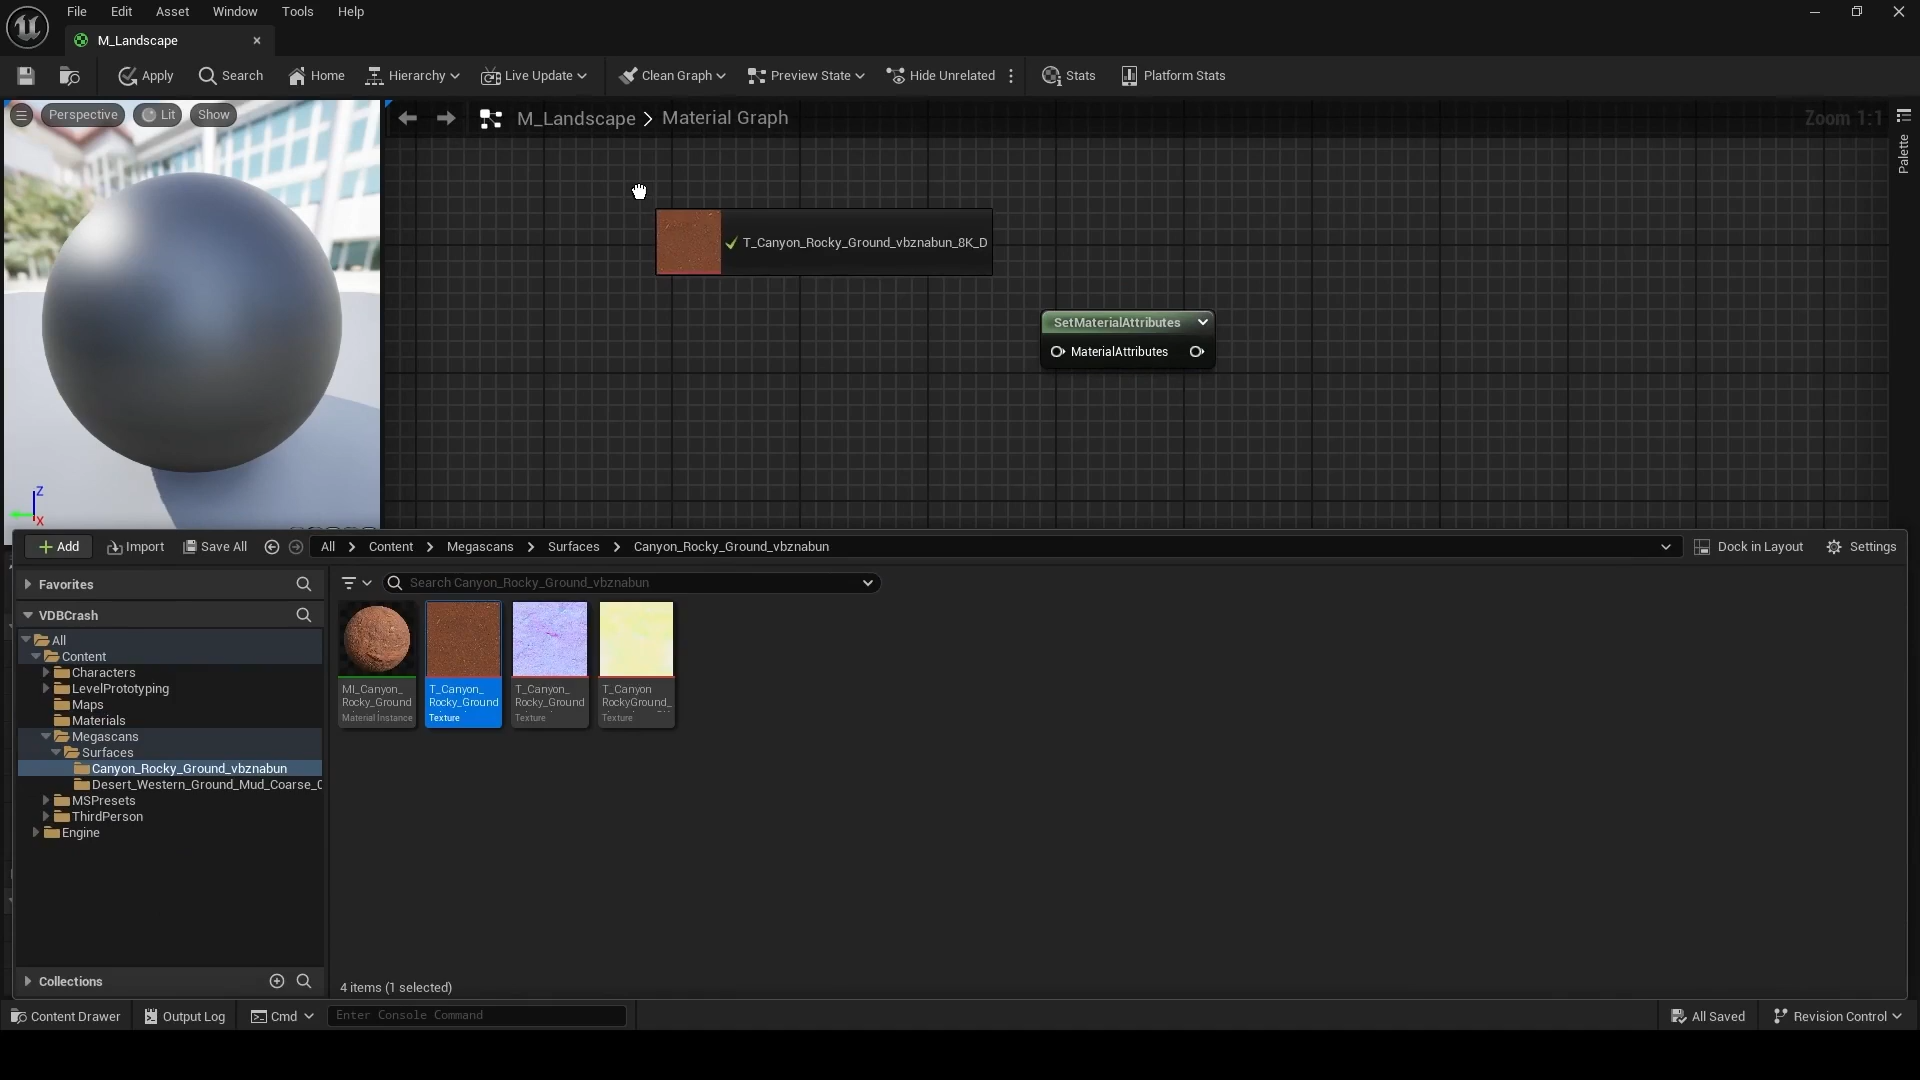 File Edit Asset Window Tools Help
M_Landscape
Apply Search Home Hierarchy Live Update Clean Graph Preview State Hide Unrelated Stats Platform Stats
Perspective Lit Show
M_Landscape > Material Graph
Zoom 1:1
Palette
T_Canyon_Rocky_Ground_vbznabun_8K_D
SetMaterialAttributes
MaterialAttributes
Z
X
Add Import Save All All > Content > Megascans > Surfaces > Canyon_Rocky_Ground_vbznabun Dock in Layout Settings
Favorites
VDBCrash
All
Content
Characters
LevelPrototyping
Maps
Materials
Megascans
Surfaces
Canyon_Rocky_Ground_vbznabun
Desert_Western_Ground_Mud_Coarse_0
MSPresets
ThirdPerson
Engine
Collections
Search Canyon_Rocky_Ground_vbznabun
MI_Canyon_
Rocky_Ground
Material Instance
T_Canyon_
Rocky_Ground
Texture
T_Canyon_
Rocky_Ground
Texture
T_Canyon
RockyGround_
Texture
4 items (1 selected)
Content Drawer Output Log Cmd Enter Console Command All Saved Revision Control